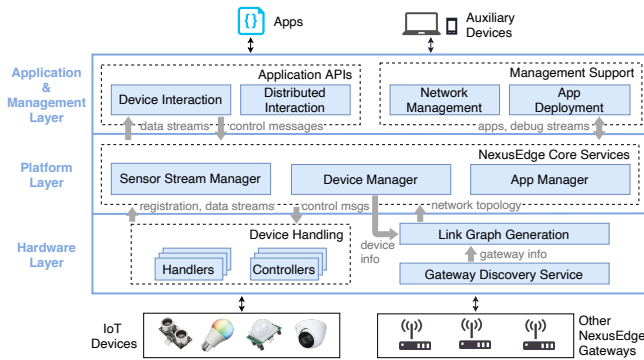 Apps
Auxiliary
Devices
Application
&
Management
Layer
Application APIs
Device Interaction
Distributed
Interaction
Management Support
Network
Management
App
Deployment
data streams
control messages
apps, debug streams
Platform
Layer
NexusEdge Core Services
Sensor Stream Manager
Device Manager
App Manager
registration, data streams
control msgs
network topology
Hardware
Layer
Device Handling
Handlers
Controllers
device
info
Link Graph Generation
gateway info
Gateway Discovery Service
IoT
Devices
Other
NexusEdge
Gateways